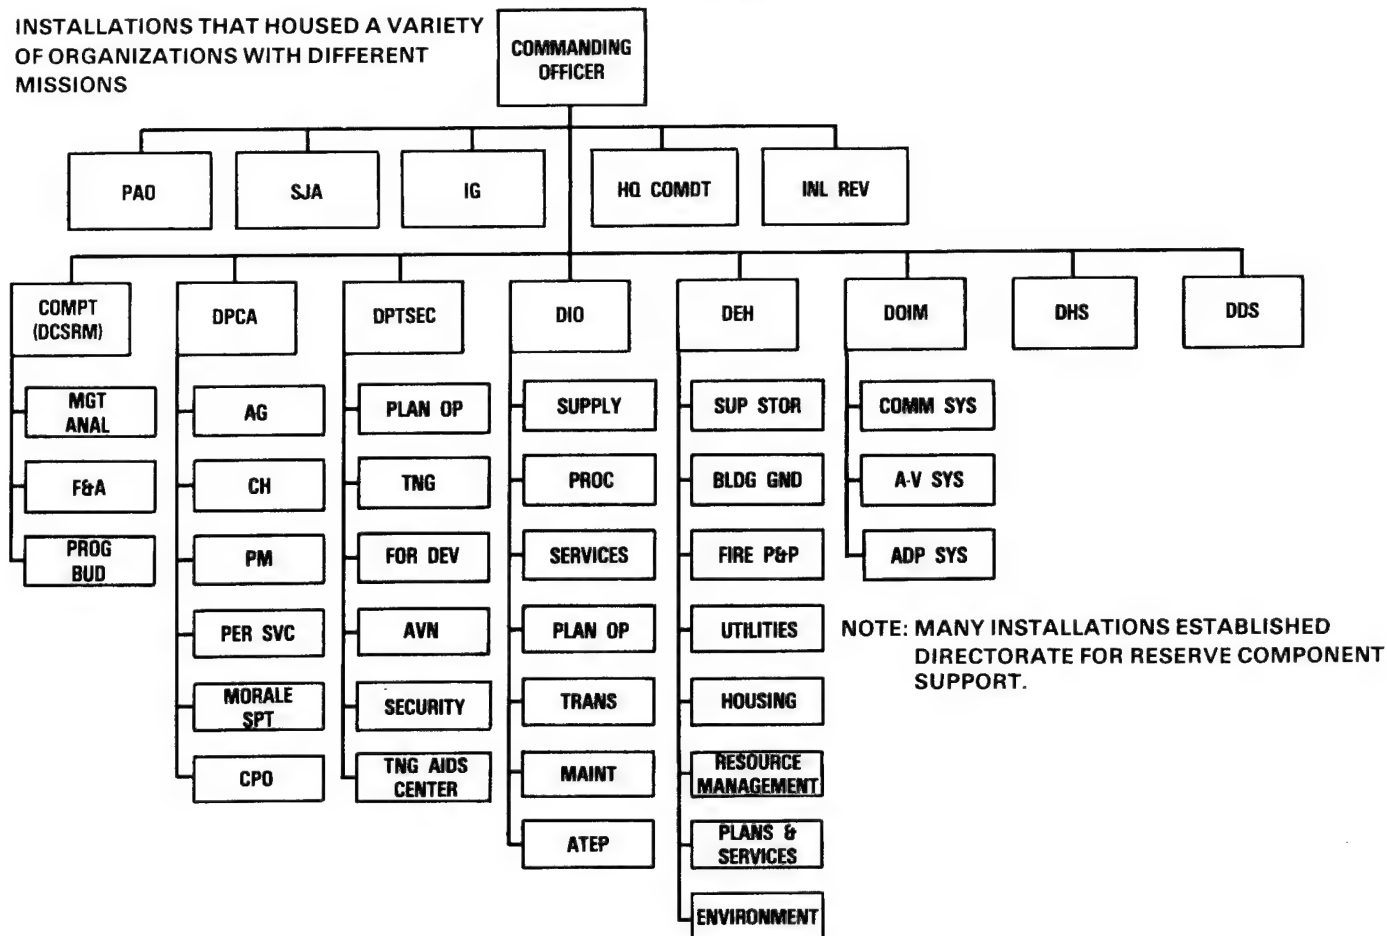 INSTALLATIONS THAT HOUSED A VARIETY
OF ORGANIZATIONS WITH DIFFERENT
MISSIONS
COMMANDING
OFFICER
PAO
SJA
IG
HQ COMDT
INL REV
COMPT
(DCSRM)
DPCA
DPTSEC
DIO
DEH
DOIM
DHS
DDS
MGT
ANAL
F&A
PROG
BUD
AG
CH
PM
PER SVC
MORALE
SPT
CPO
PLAN OP
TNG
FOR DEV
AVN
SECURITY
TNG AIDS
CENTER
SUPPLY
PROC
SERVICES
PLAN OP
TRANS
MAINT
ATEP
SUP STOR
BLDG GND
FIRE P&P
UTILITIES
HOUSING
RESOURCE
MANAGEMENT
PLANS &
SERVICES
ENVIRONMENT
COMM SYS
A-V SYS
ADP SYS
NOTE: MANY INSTALLATIONS ESTABLISHED
DIRECTORATE FOR RESERVE COMPONENT
SUPPORT.